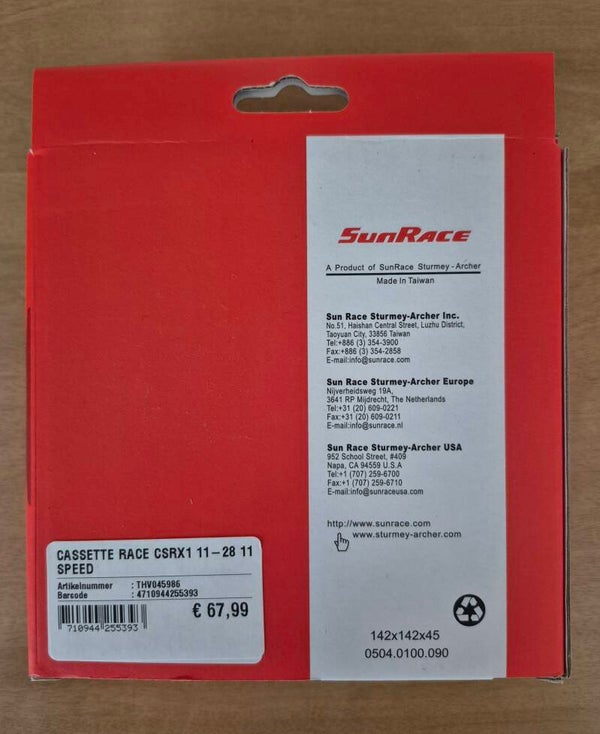 SunRace
A Product of SunRace Sturmey-Archer
Made In Taiwan
Sun Race Sturmey-Archer Inc.
No.51, Haishan Central Street, Luzhu District,
Taoyuan City, 33856 Taiwan
Tel:+886 (3) 354-3900
Fax:+886 (3) 354-2858
E-mail:info@sunrace.com
Sun Race Sturmey-Archer Europe
Nijverheidsweg 19A,
3641 RP Mijdrecht, The Netherlands
Tel:+31 (20) 609-0221
Fax:+31 (20) 609-0211
E-mail:info@sunrace.nl
Sun Race Sturmey-Archer USA
952 School Street, #409
Napa, CA 94559 U.S.A
Tel:+1 (707) 259-6700
Fax:+1 (707) 259-6710
E-mail:info@sunraceusa.com
http://www.sunrace.com
www.sturmey-archer.com
142x142x45
0504.0100.090
CASSETTE RACE CSRX1 11-28 11
SPEED
Artikelnummer : THV045986
Barcode : 4710944255393
€ 67,99
710944 255393